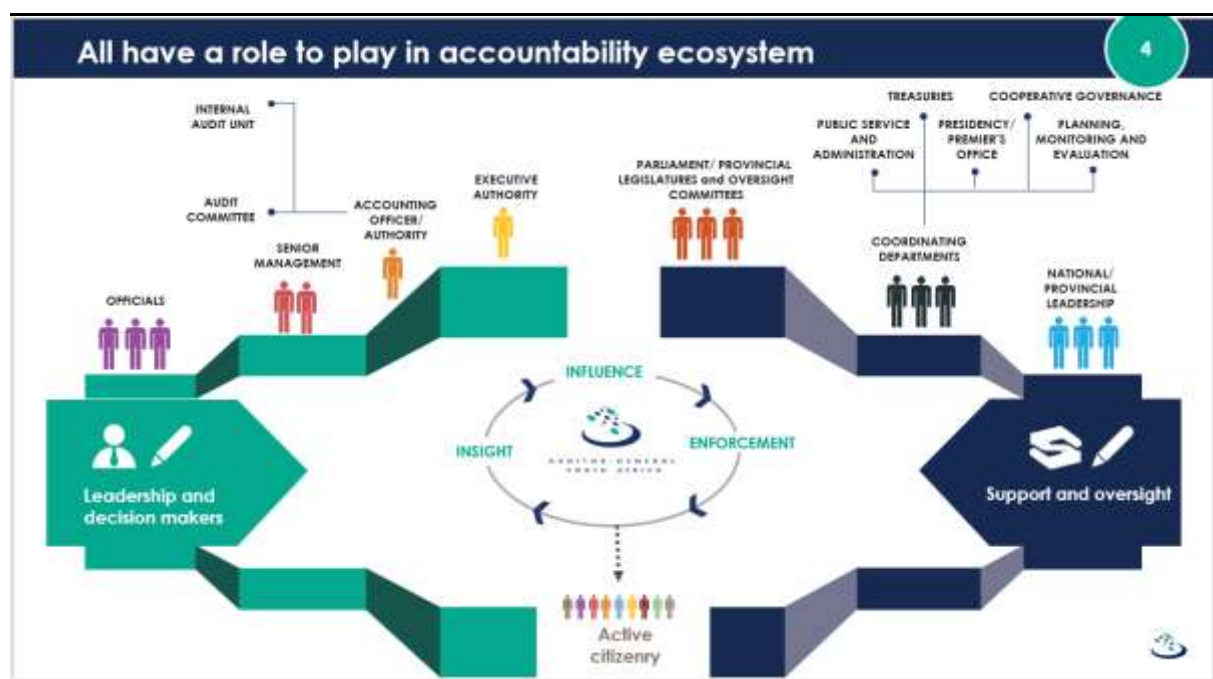 All have a role to play in accountability ecosystem
4
INTERNAL
AUDIT UNIT
AUDIT
COMMITTEE
ACCOUNTING
OFFICER/
AUTHORITY
EXECUTIVE
AUTHORITY
SENIOR
MANAGEMENT
OFFICIALS
PARLIAMENT/ PROVINCIAL
LEGISLATURES and OVERSIGHT
COMMITTEES
TREASURIES
COOPERATIVE GOVERNANCE
PUBLIC SERVICE
AND
ADMINISTRATION
PRESIDENCY/
PREMIER'S
OFFICE
PLANNING,
MONITORING AND
EVALUATION
COORDINATING
DEPARTMENTS
NATIONAL/
PROVINCIAL
LEADERSHIP
INFLUENCE
INSIGHT
ENFORCEMENT
AUDITOR-GENERAL
SOUTH AFRICA
Leadership and
decision makers
Support and oversight
Active
citizenry